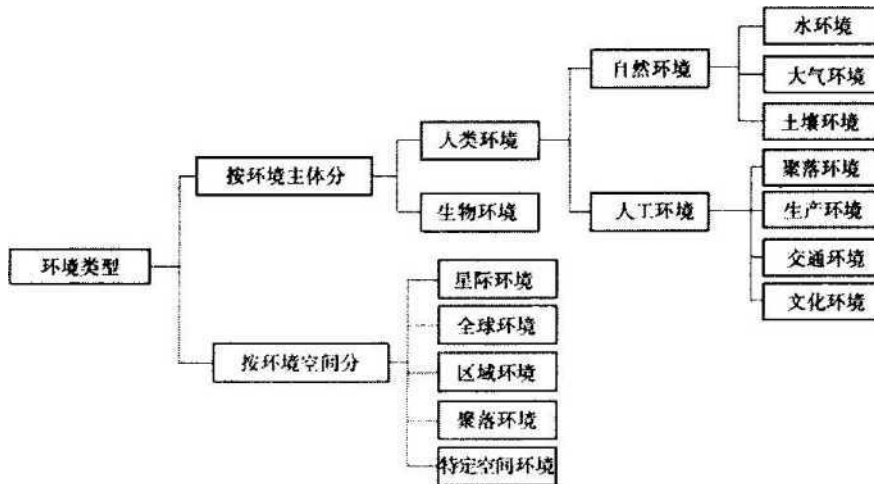 环境类型
按环境主体分
人类环境
自然环境
水环境
大气环境
土壤环境
人工环境
聚落环境
生产环境
交通环境
文化环境
生物环境
按环境空间分
星际环境
全球环境
区域环境
聚落环境
特定空间环境